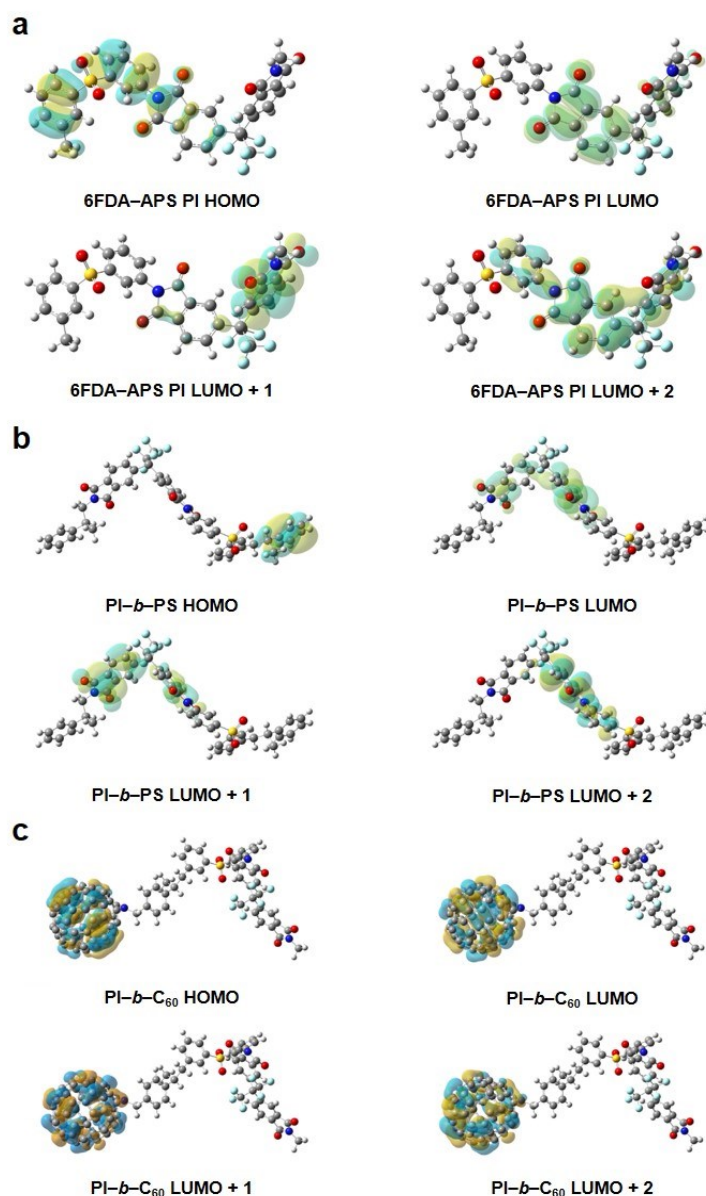 a
6FDA–APS PI HOMO
6FDA–APS PI LUMO
6FDA–APS PI LUMO + 1
6FDA–APS PI LUMO + 2
b
PI–b–PS HOMO
PI–b–PS LUMO
PI–b–PS LUMO + 1
PI–b–PS LUMO + 2
c
PI–b–C₆₀ HOMO
PI–b–C₆₀ LUMO
PI–b–C₆₀ LUMO + 1
PI–b–C₆₀ LUMO + 2